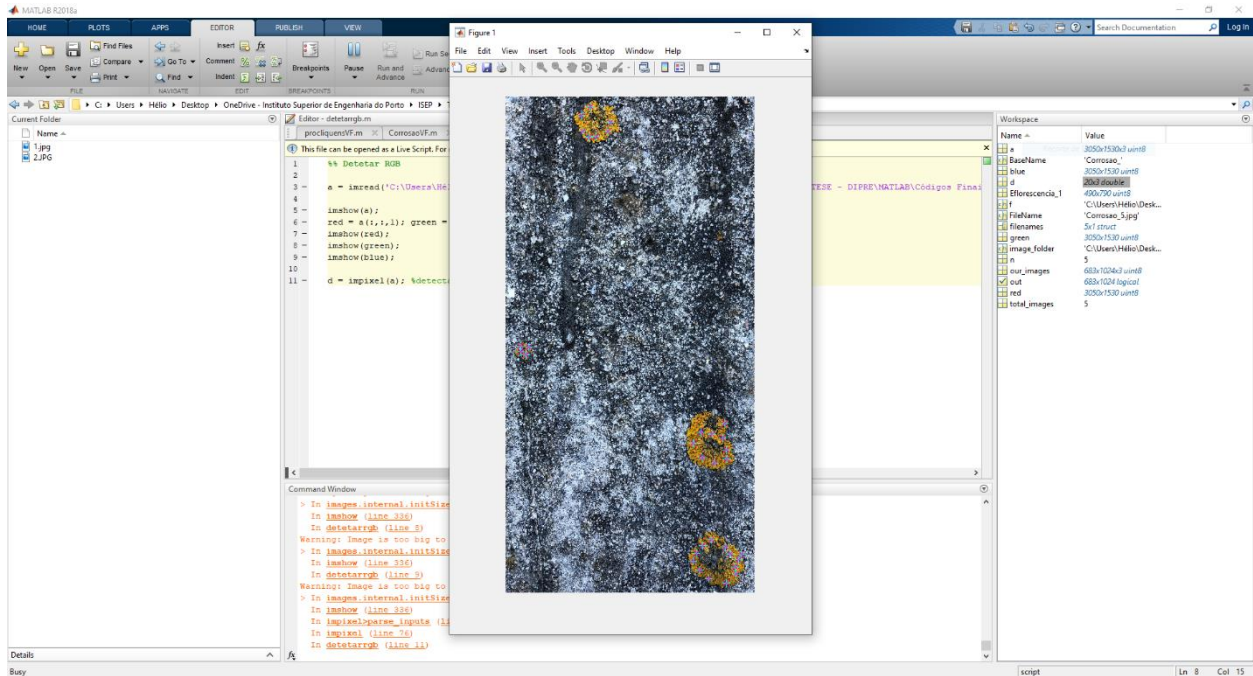 MATLAB R2018a
HOME PLOTS APPS EDITOR PUBLISH VIEW
Search Documentation
Log In
New Open Save
Find Files
Compare
Print
Go To
Find
Insert fx
Comment
Indent
Breakpoints
Pause
Run and Advance
Run Se
Advanc
FILE NAVIGATE EDIT BREAKPOINTS RUN
C: Users Hélio Desktop OneDrive - Instituto Superior de Engenharia do Porto ISEP
Current Folder
Name
1.jpg
2.JPG
Details
Busy
Editor - detetarrgb.m
procliquensVF.m CorrosaoVF.m
This file can be opened as a Live Script. For
1 %% Detetar RGB
2
3 a = imread('C:\Users\Hé
TESE - DIPRE\MATLAB\Códigos Finai
4
5 imshow(a);
6 red = a(:,:,1); green =
7 imshow(red);
8 imshow(green);
9 imshow(blue);
10
11 d = impixel(a); %detect
Command Window
> In images.internal.initSize
In imshow (line 336)
In detetarrgb (line 8)
Warning: Image is too big to
> In images.internal.initSize
In imshow (line 336)
In detetarrgb (line 9)
Warning: Image is too big to
> In images.internal.initSize
In imshow (line 336)
In impixel>parse_inputs (li
In impixel (line 76)
In detetarrgb (line 11)
fx
Figure 1
File Edit View Insert Tools Desktop Window Help
Workspace
Name Value
a 3050x1530x3 uint8
BaseName 'Corrosao_'
blue 3050x1530 uint8
d 20x3 double
Eflorescencia_1 490x790 uint8
f 'C:\Users\Hélio\Desk...
FileName 'Corrosao_5.jpg'
filenames 5x1 struct
green 3050x1530 uint8
image_folder 'C:\Users\Hélio\Desk...
n 5
our_images 683x1024x3 uint8
out 683x1024 logical
red 3050x1530 uint8
total_images 5
script Ln 8 Col 15